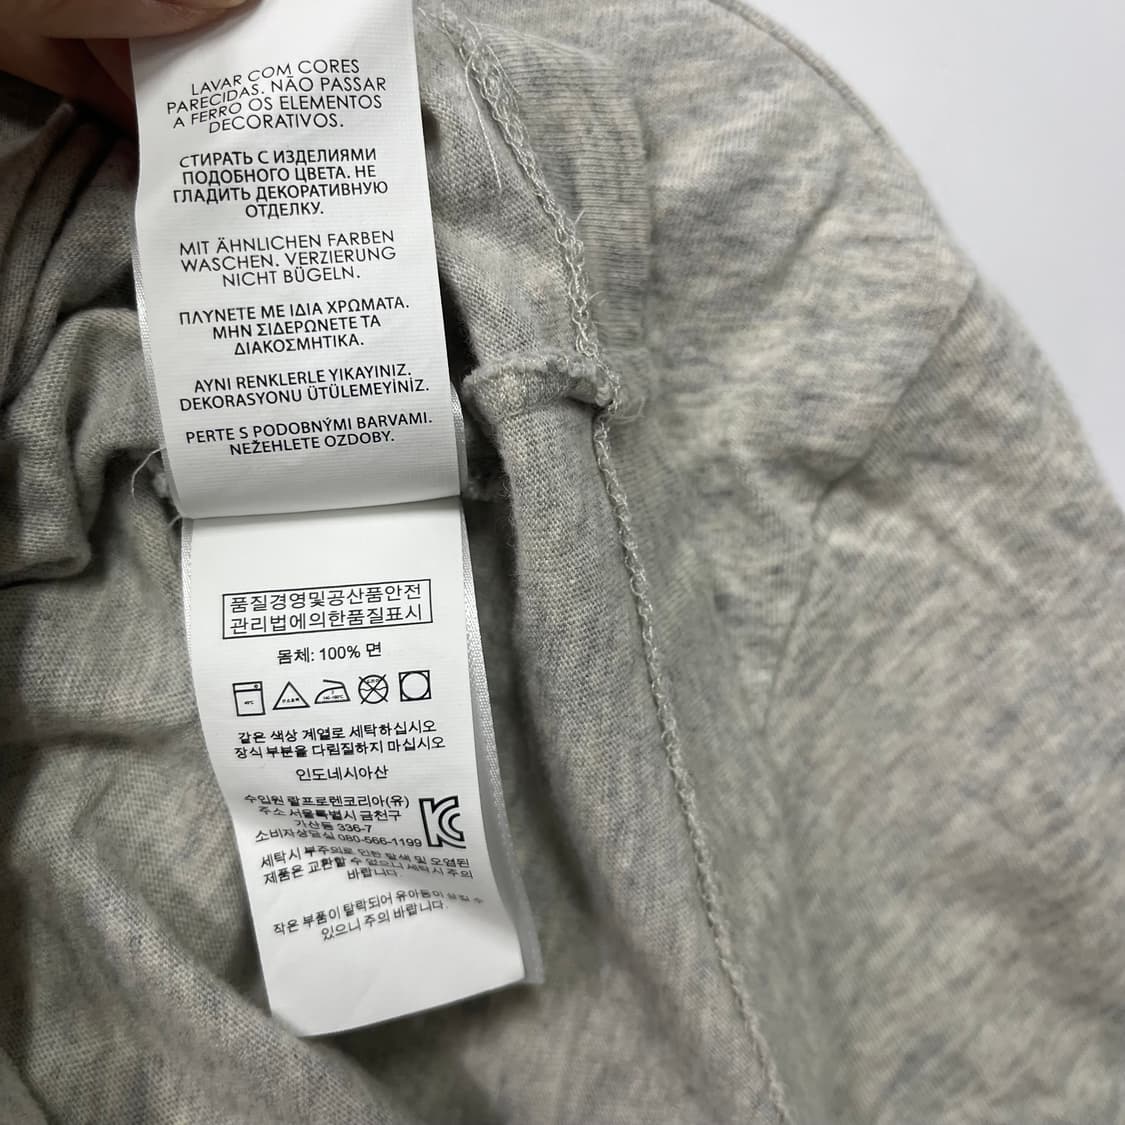 LAVAR COM CORES
PARECIDAS. NÃO PASSAR
A FERRO OS ELEMENTOS
DECORATIVOS.
СТИРАТЬ С ИЗДЕЛИЯМИ
ПОДОБНОГО ЦВЕТА. НЕ
ГЛАДИТЬ ДЕКОРАТИВНУЮ
ОТДЕЛКУ.
MIT ÄHNLICHEN FARBEN
WASCHEN. VERZIERUNG
NICHT BÜGELN.
ΠΛΥΝΕΤΕ ΜΕ ΙΔΙΑ ΧΡΩΜΑΤΑ.
ΜΗΝ ΣΙΔΕΡΩΝΕΤΕ ΤΑ
ΔΙΑΚΟΣΜΗΤΙΚΑ.
AYNI RENKLERLE YIKAYINIZ.
DEKORASYONU ÜTÜLEMEYİNİZ.
PERTE S PODOBNÝMI BARVAMI.
NEŽEHLETE OZDOBY.
품질경영및공산품안전
관리법에의한품질표시
몸체: 100% 면
같은 색상 계열로 세탁하십시오
장식 부분을 다림질하지 마십시오
인도네시아산
수입원 랄프로렌코리아(유)
주소 서울특별시 금천구
가산동 336-7
소비자상담실 080-566-1199
세탁시 부주의로 인한 탈색 및 오염된
제품은 교환할 수 없으니 세탁시 주의
바랍니다.
작은 부품이 탈락되어 유아동이 수
있으니 주의 바랍니다.